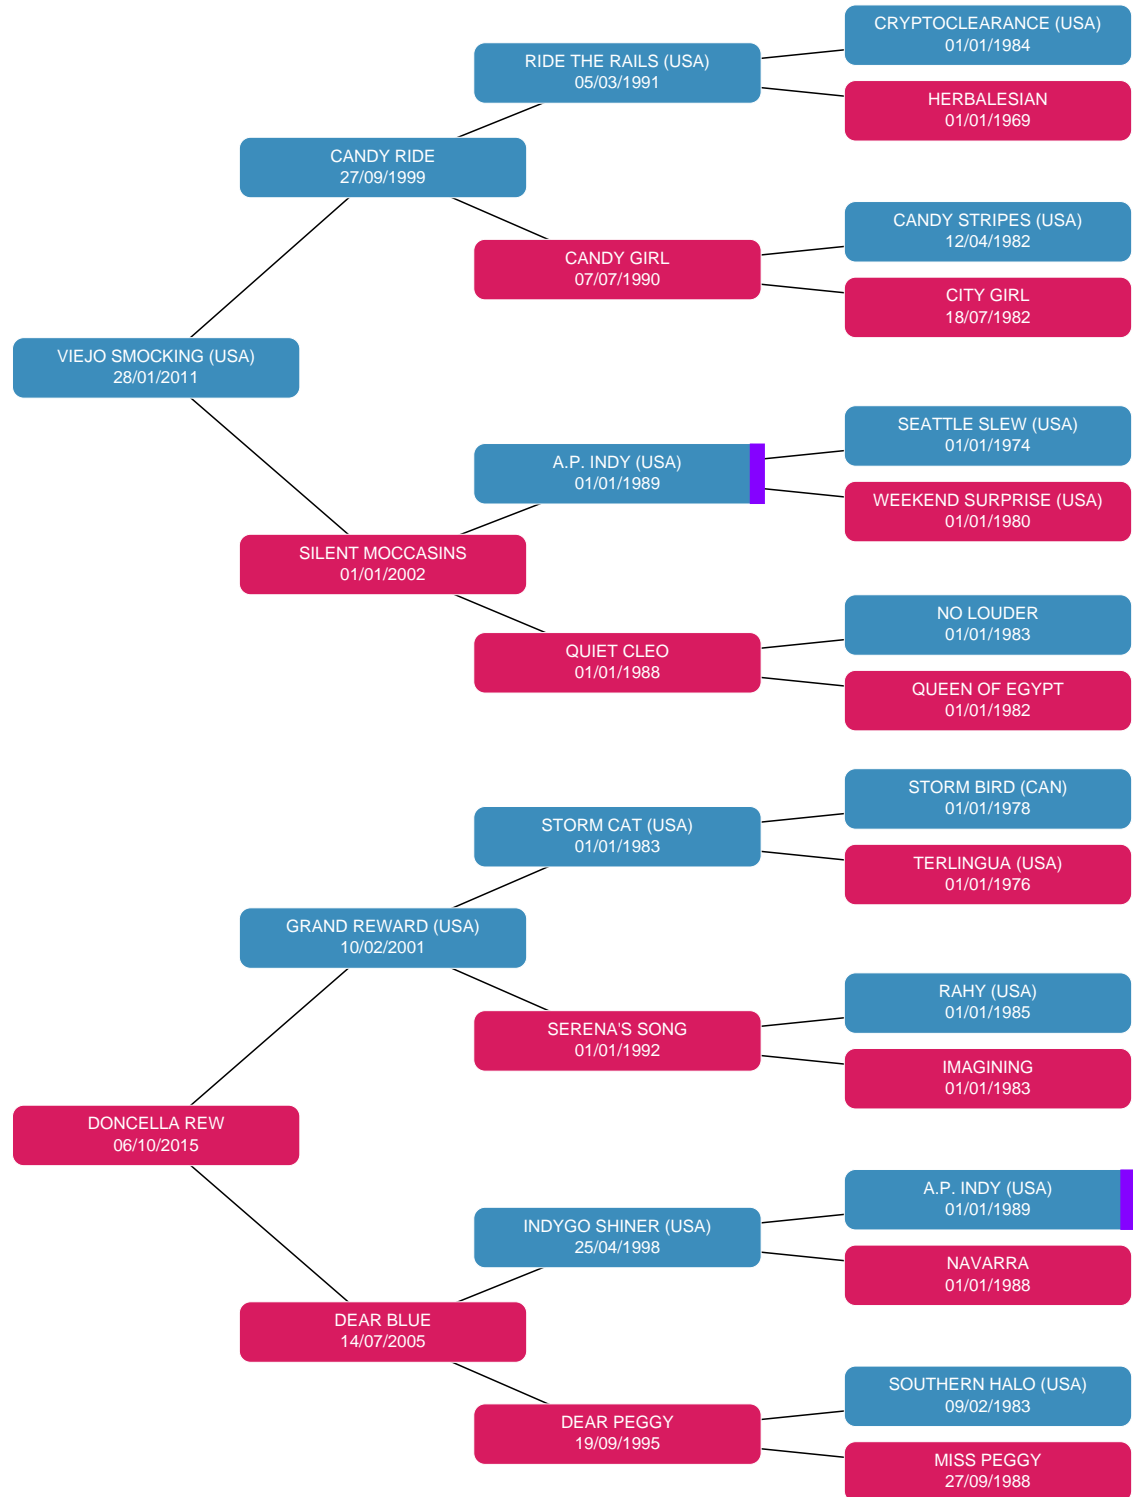 CRYPTOCLEARANCE (USA)
01/01/1984
RIDE THE RAILS (USA)
05/03/1991
HERBALESIAN
01/01/1969
CANDY RIDE
27/09/1999
CANDY STRIPES (USA)
12/04/1982
CANDY GIRL
07/07/1990
CITY GIRL
18/07/1982
VIEJO SMOCKING (USA)
28/01/2011
SEATTLE SLEW (USA)
01/01/1974
A.P. INDY (USA)
01/01/1989
WEEKEND SURPRISE (USA)
01/01/1980
SILENT MOCCASINS
01/01/2002
NO LOUDER
01/01/1983
QUIET CLEO
01/01/1988
QUEEN OF EGYPT
01/01/1982
STORM BIRD (CAN)
01/01/1978
STORM CAT (USA)
01/01/1983
TERLINGUA (USA)
01/01/1976
GRAND REWARD (USA)
10/02/2001
RAHY (USA)
01/01/1985
SERENA'S SONG
01/01/1992
IMAGINING
01/01/1983
DONCELLA REW
06/10/2015
A.P. INDY (USA)
01/01/1989
INDYGO SHINER (USA)
25/04/1998
NAVARRA
01/01/1988
DEAR BLUE
14/07/2005
SOUTHERN HALO (USA)
09/02/1983
DEAR PEGGY
19/09/1995
MISS PEGGY
27/09/1988